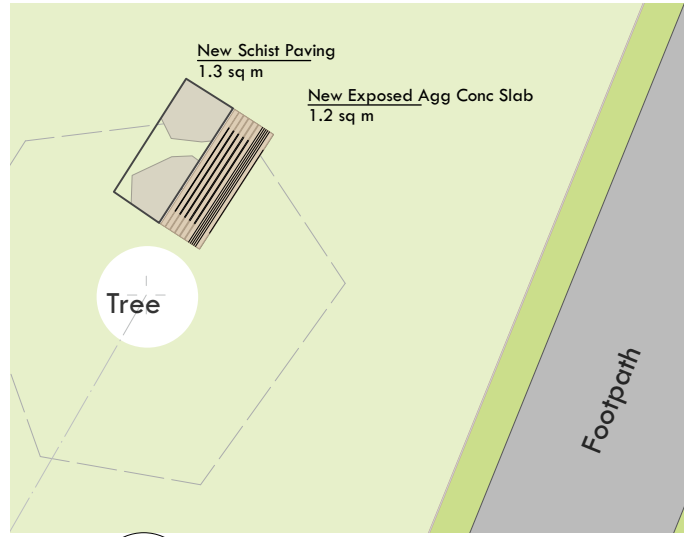 New Schist Paving
1.3 sq m
New Exposed Agg Conc Slab
1.2 sq m
Tree
Footpath